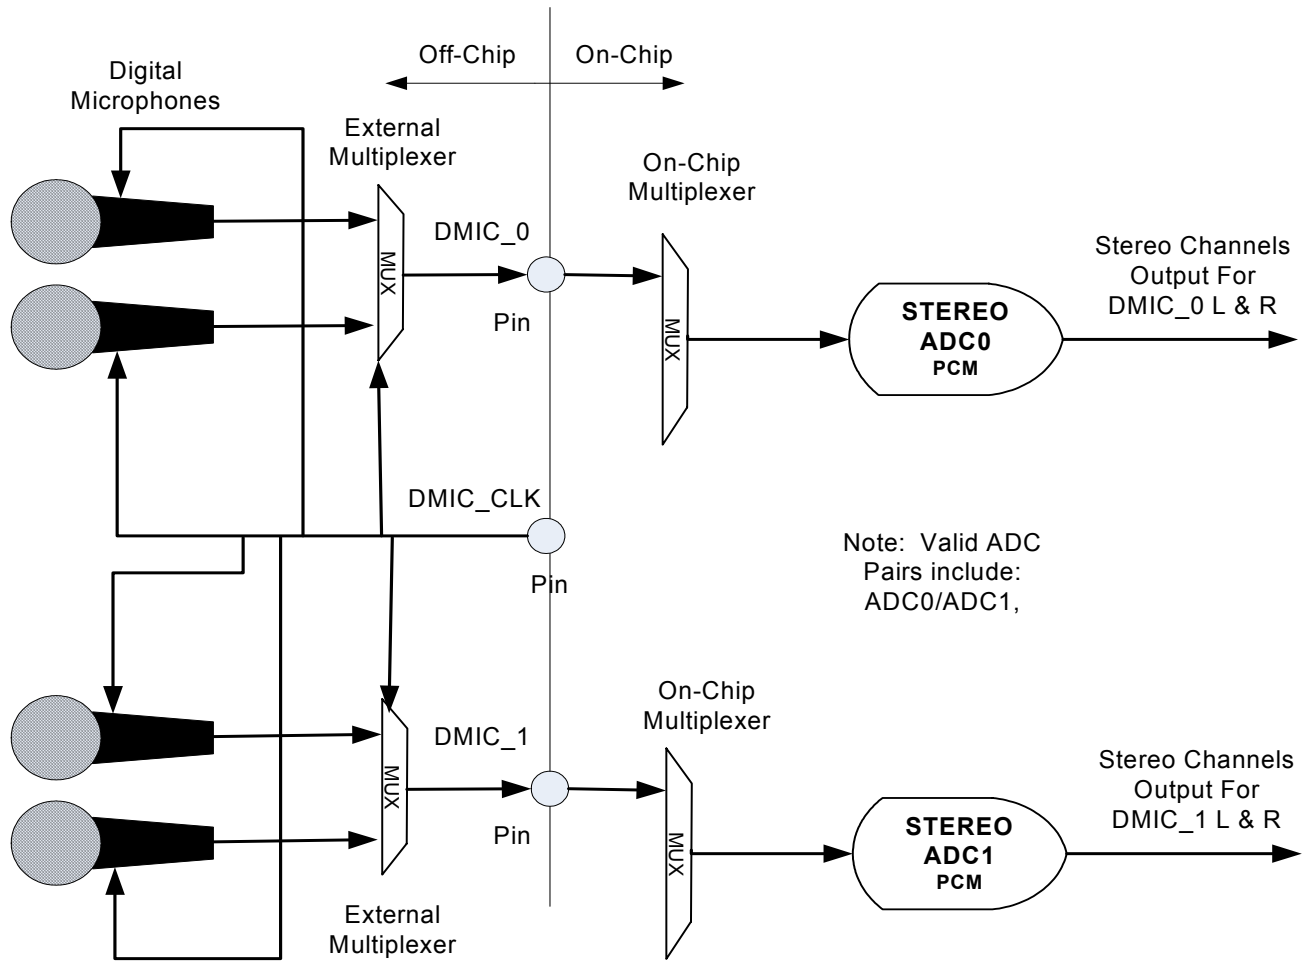 Off-Chip
On-Chip
Digital
Microphones
External
Multiplexer
On-Chip
Multiplexer
DMIC_0
MUX
Pin
MUX
STEREO
ADC0
PCM
Stereo Channels
Output For
DMIC_0 L & R
DMIC_CLK
Pin
Note: Valid ADC
Pairs include:
ADC0/ADC1,
On-Chip
Multiplexer
DMIC_1
MUX
Pin
MUX
STEREO
ADC1
PCM
Stereo Channels
Output For
DMIC_1 L & R
External
Multiplexer